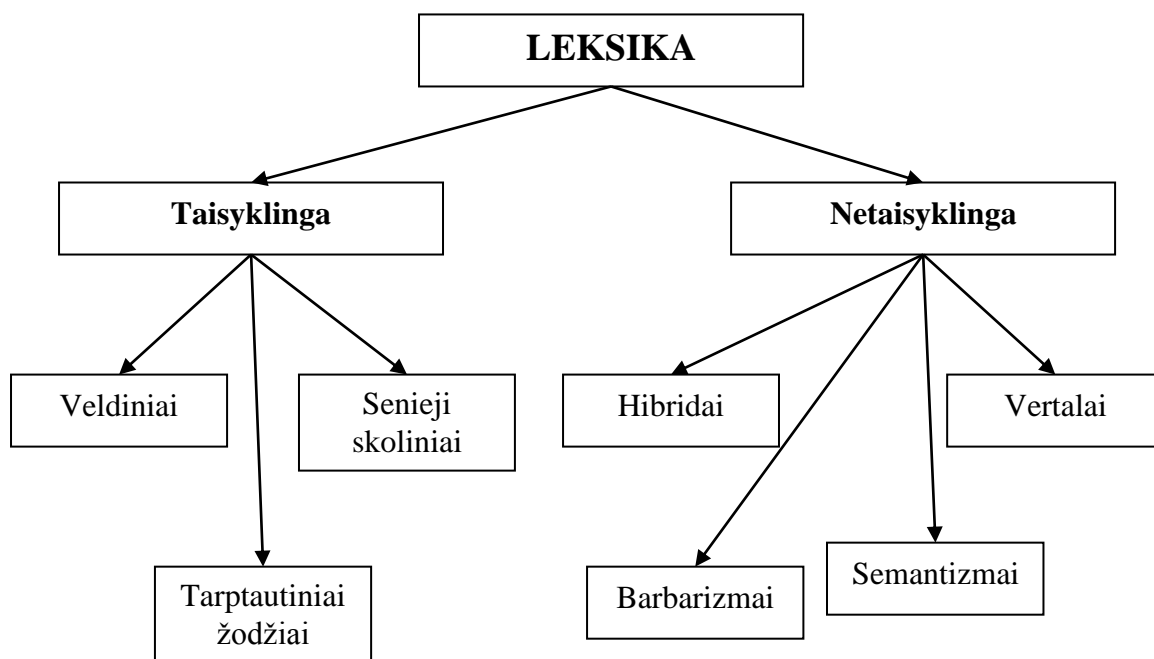 LEKSIKA
Taisyklinga
Netaisyklinga
Veldiniai
Senieji
skoliniai
Hibridai
Vertalai
Tarptautiniai
žodžiai
Barbarizmai
Semantizmai